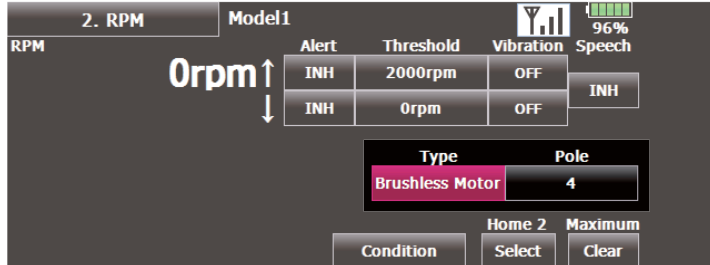 2. RPM Model1 96%
RPM Alert Threshold Vibration Speech
0rpm↑ INH 2000rpm OFF INH
↓ INH 0rpm OFF
Type Pole
Brushless Motor 4
Home 2 Maximum
Condition Select Clear